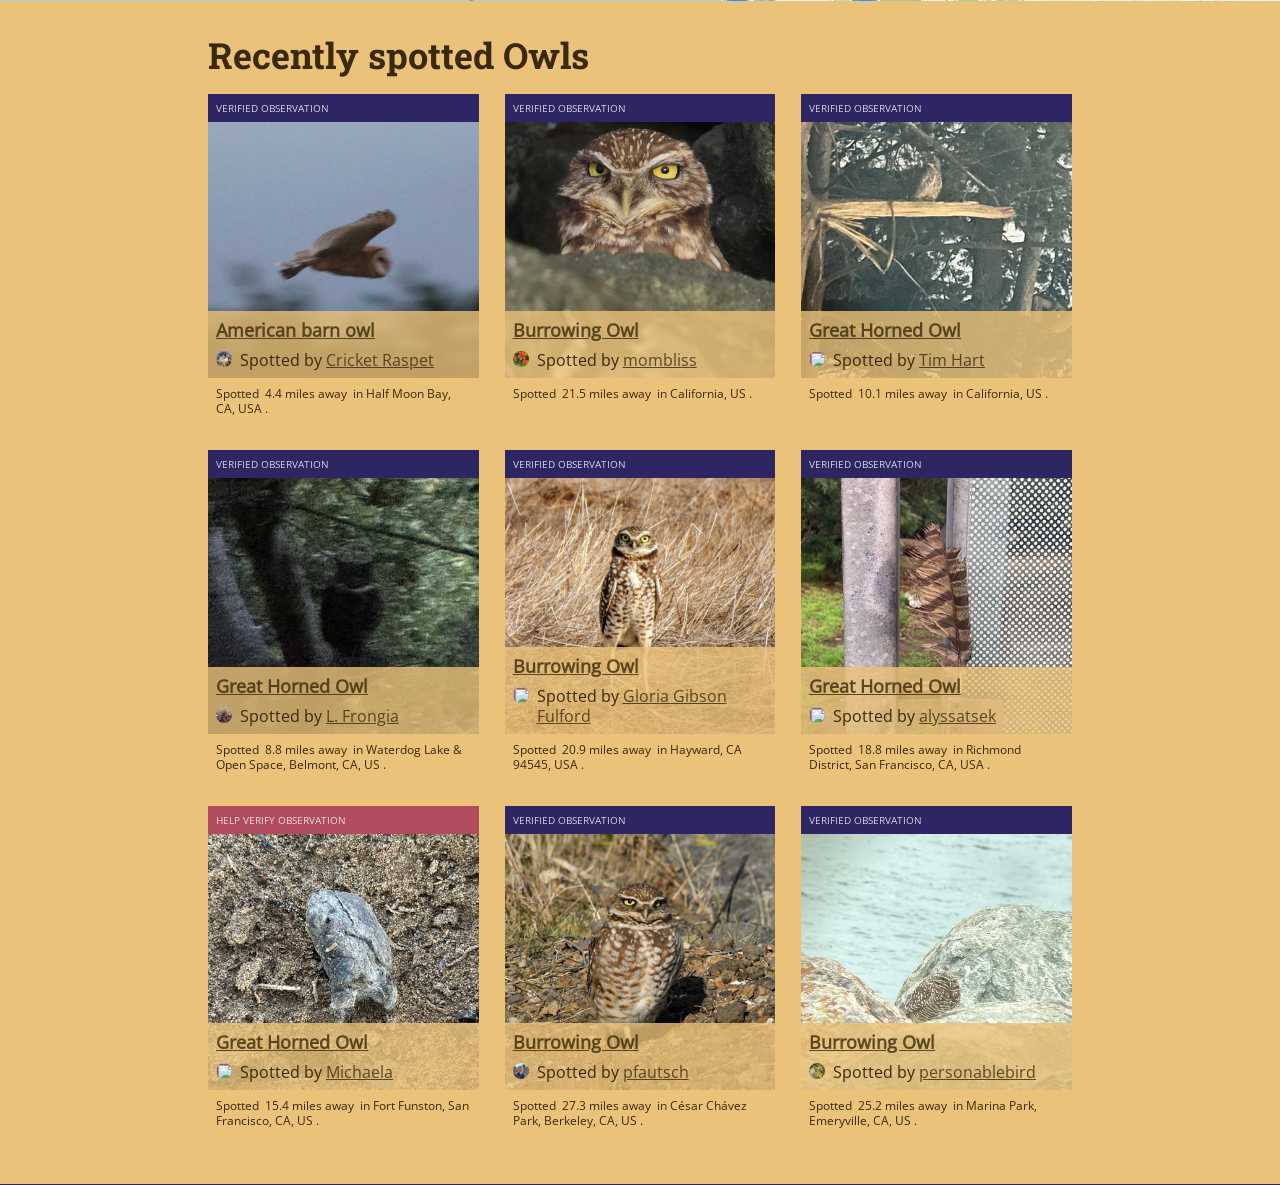 Recently spotted Owls
VERIFIED OBSERVATION
American barn owl
Spotted by Cricket Raspet
Spotted 4.4 miles away in Half Moon Bay,
CA, USA .
VERIFIED OBSERVATION
Burrowing Owl
Spotted by mombliss
Spotted 21.5 miles away in California, US .
VERIFIED OBSERVATION
Great Horned Owl
Spotted by Tim Hart
Spotted 10.1 miles away in California, US .
VERIFIED OBSERVATION
Great Horned Owl
Spotted by L. Frongia
Spotted 8.8 miles away in Waterdog Lake &
Open Space, Belmont, CA, US .
VERIFIED OBSERVATION
Burrowing Owl
Spotted by Gloria Gibson
Fulford
Spotted 20.9 miles away in Hayward, CA
94545, USA .
VERIFIED OBSERVATION
Great Horned Owl
Spotted by alyssatsek
Spotted 18.8 miles away in Richmond
District, San Francisco, CA, USA .
HELP VERIFY OBSERVATION
Great Horned Owl
Spotted by Michaela
Spotted 15.4 miles away in Fort Funston, San
Francisco, CA, US .
VERIFIED OBSERVATION
Burrowing Owl
Spotted by pfautsch
Spotted 27.3 miles away in César Chávez
Park, Berkeley, CA, US .
VERIFIED OBSERVATION
Burrowing Owl
Spotted by personablebird
Spotted 25.2 miles away in Marina Park,
Emeryville, CA, US .